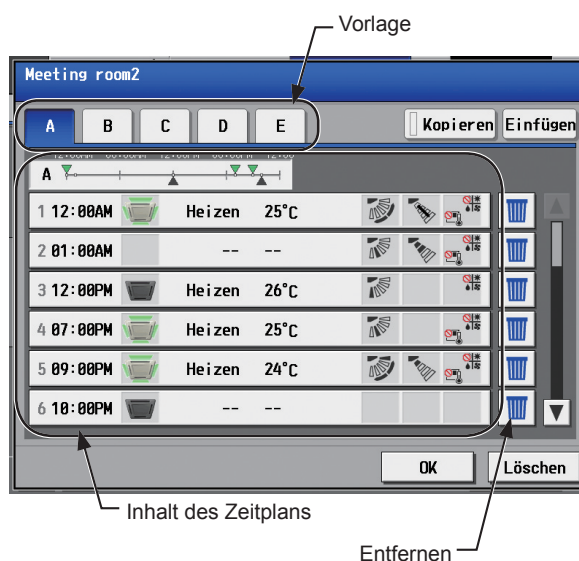 Vorlage
Meeting room2
A B C D E Kopieren Einfügen
A
1 12:00AM Heizen 25°C
2 01:00AM -- --
3 12:00PM Heizen 26°C
4 07:00PM Heizen 25°C
5 09:00PM Heizen 24°C
6 10:00PM -- --
OK Löschen
Inhalt des Zeitplans
Entfernen